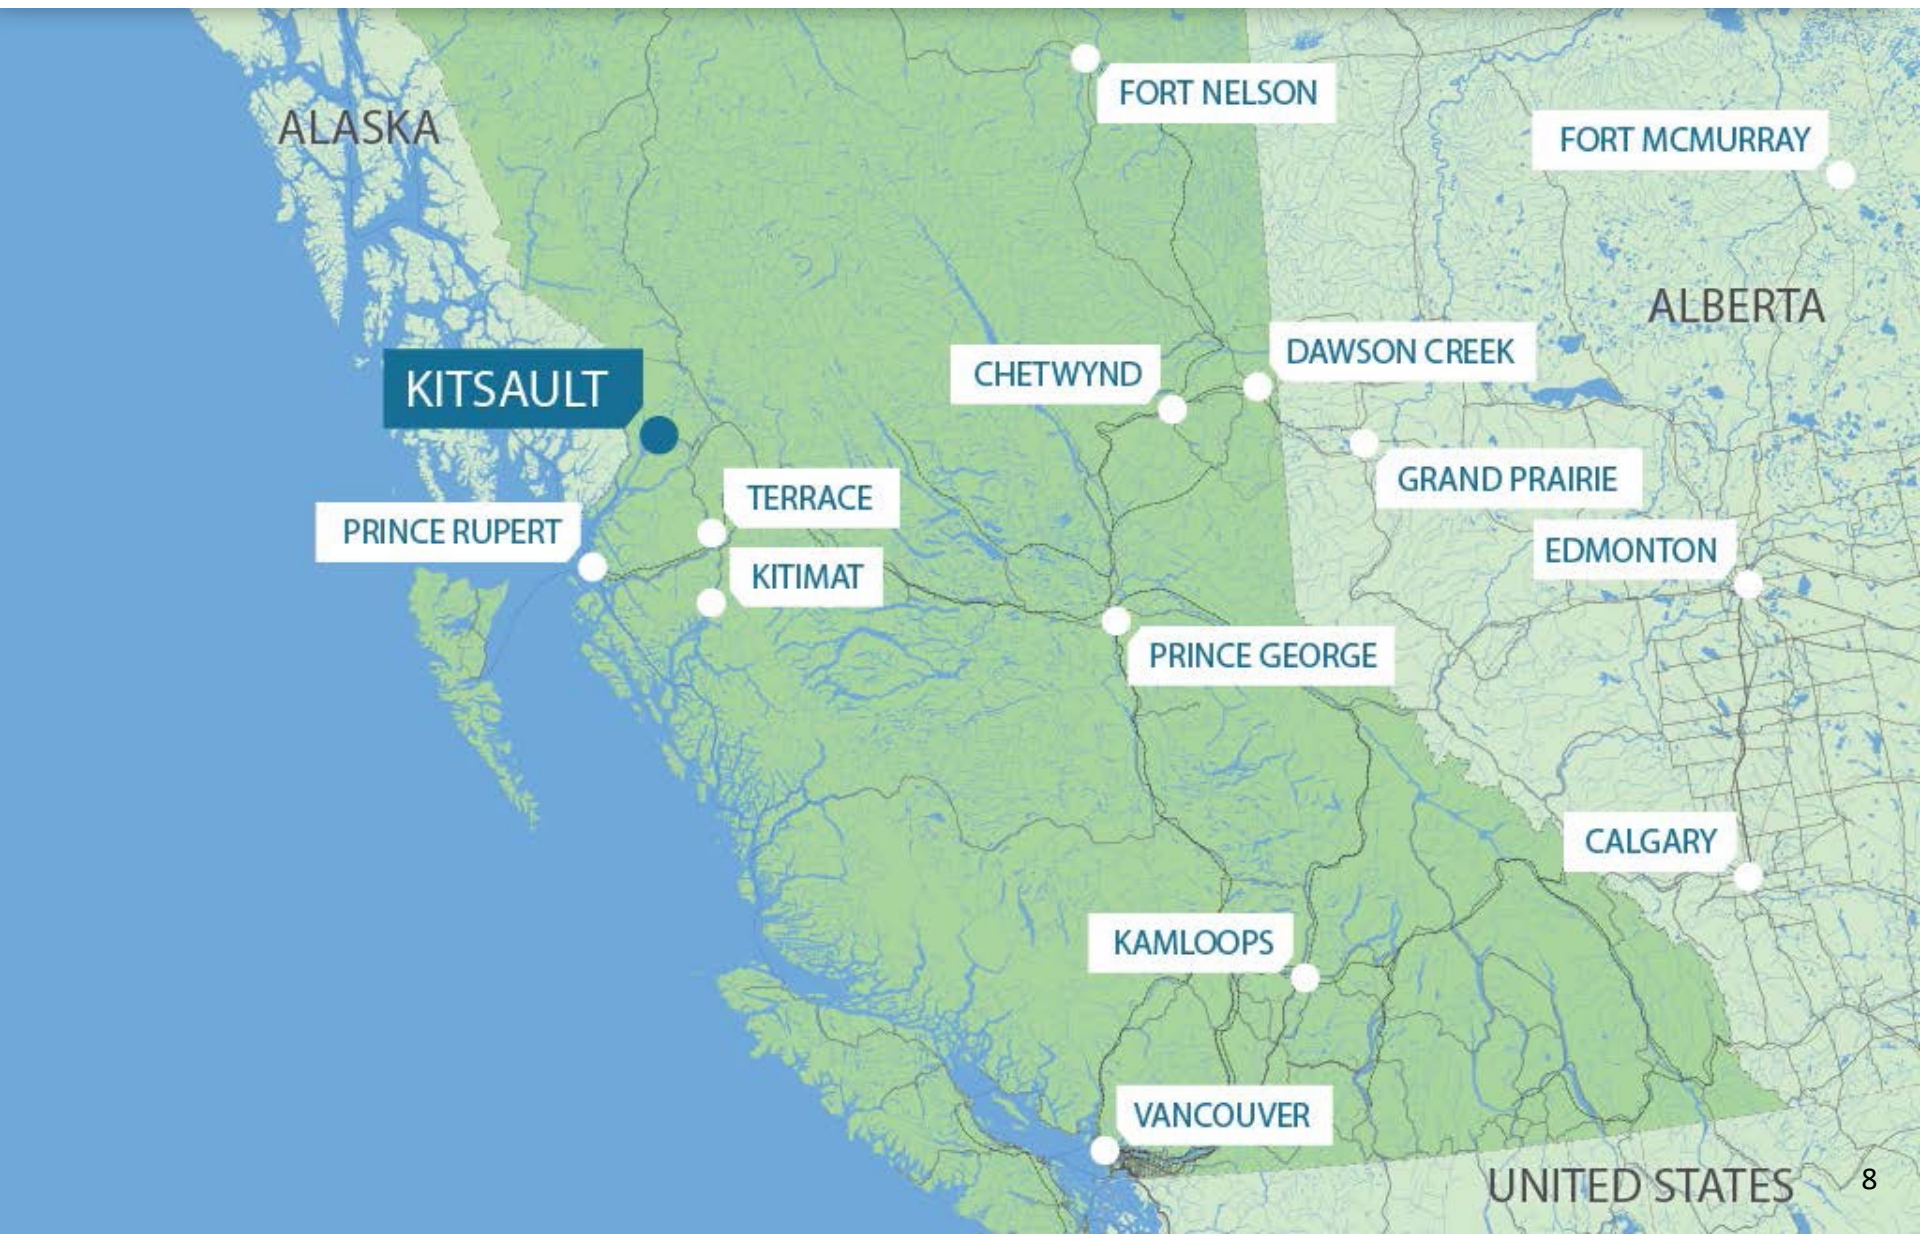 FORT NELSON
ALASKA
FORT MCMURRAY
ALBERTA
DAWSON CREEK
CHETWYND
KITSAULT
GRAND PRAIRIE
TERRACE
PRINCE RUPERT
EDMONTON
KITIMAT
PRINCE GEORGE
CALGARY
KAMLOOPS
VANCOUVER
UNITED STATES
8